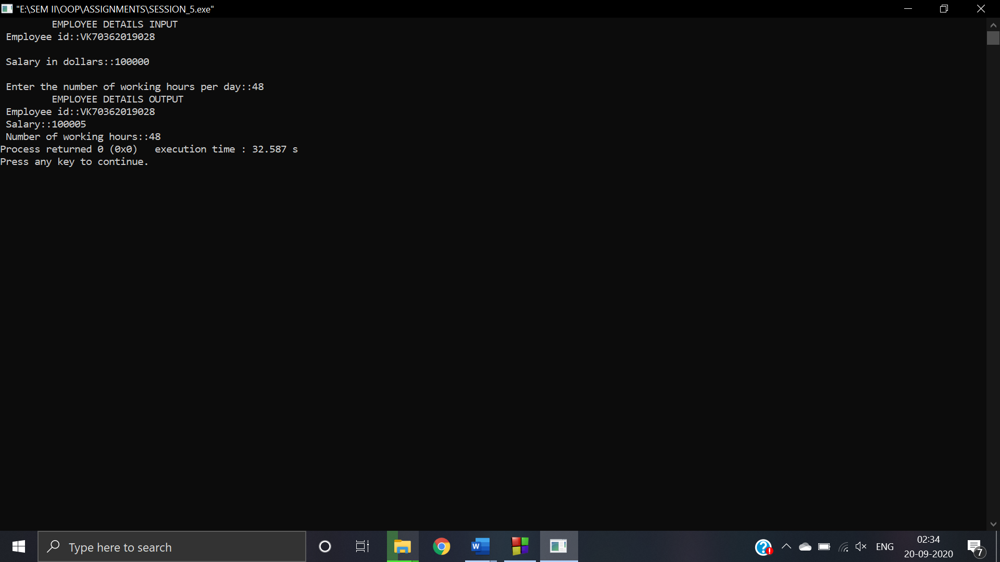 "E:\SEM II\OOP\ASSIGNMENTS\SESSION_5.exe"
EMPLOYEE DETAILS INPUT
Employee id::VK70362019028
Salary in dollars::100000
Enter the number of working hours per day::48
EMPLOYEE DETAILS OUTPUT
Employee id::VK70362019028
Salary::100005
Number of working hours::48
Process returned 0 (0x0)   execution time : 32.587 s
Press any key to continue.
Type here to search
W
ENG
02:34
20-09-2020
7